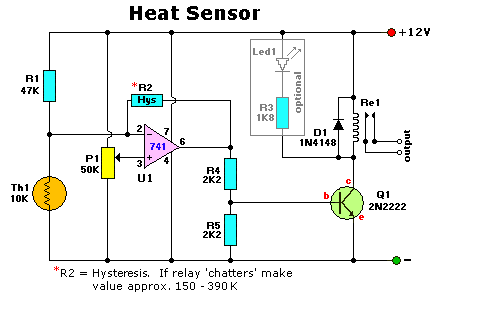 Heat Sensor
+12V
Led1
R1
47K
*R2
Hys
optional
R3
1K8
Re1
2
7
741
6
3
4
+
U1
P1
50K
D1
1N4148
output
Th1
10K
R4
2K2
c
b
Q1
2N2222
e
R5
2K2
-
*R2 = Hysteresis. If relay 'chatters' make
value approx. 150 - 390K